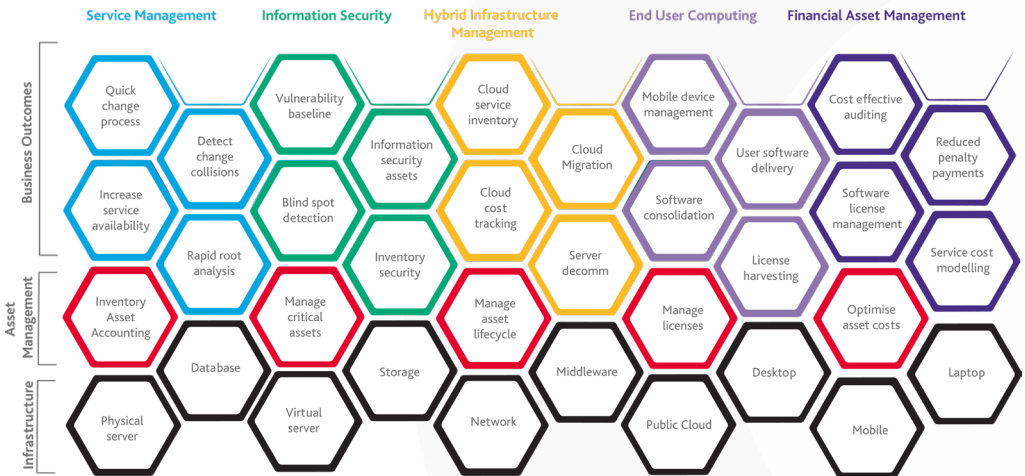 Service Management
Information Security
Hybrid Infrastructure
Management
End User Computing
Financial Asset Management
Business Outcomes
Quick
change
process
Detect
change
collisions
Increase
service
availability
Rapid root
analysis
Vulnerability
baseline
Information
security
assets
Blind spot
detection
Inventory
security
Cloud
service
inventory
Cloud
Migration
Cloud
cost
tracking
Server
decomm
Mobile device
management
User software
delivery
Software
consolidation
License
harvesting
Cost effective
auditing
Reduced
penalty
payments
Software
license
management
Service cost
modelling
Asset
Management
Inventory
Asset
Accounting
Manage
critical
assets
Manage
asset
lifecycle
Manage
licenses
Optimise
asset costs
Infrastructure
Database
Storage
Middleware
Desktop
Laptop
Physical
server
Virtual
server
Network
Public Cloud
Mobile